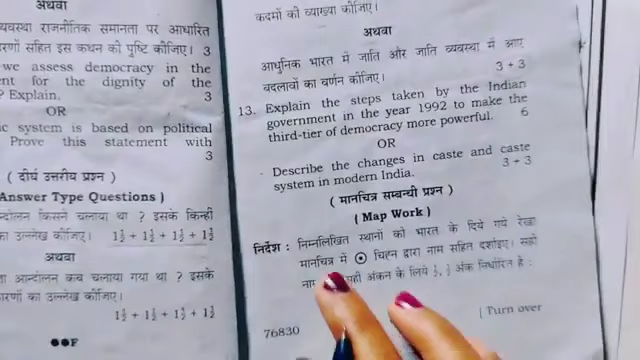 अथवा
व्यवस्था राजनीतिक समानता पर आधारित
कारणों सहित इस कथन की पुष्टि कीजिए। 3
we assess democracy in the
ent for the dignity of the
? Explain. 3
OR
ic system is based on political
Prove this statement with
3
( दीर्घ उत्तरीय प्रश्न )
Answer Type Questions )
न्दोलन किसने चलाया था ? इसके किन्हीं
का उल्लेख कीजिए। 1½ + 1½ + 1½ + 1½
अथवा
ा आन्दोलन कब चलाया गया था ? इसके
कारणों का उल्लेख कीजिए।
1½ + 1½ + 1½ + 1½
●●F
कदमों की व्याख्या कीजिए।
अथवा
आधुनिक भारत में जाति और जाति व्यवस्था में आए
बदलावों का वर्णन कीजिए। 3 + 3
13. Explain the steps taken by the Indian
government in the year 1992 to make the
third-tier of democracy more powerful. 6
OR
Describe the changes in caste and caste
system in modern India. 3 + 3
( मानचित्र सम्बन्धी प्रश्न )
( Map Work )
निर्देश : निम्नलिखित स्थानों को भारत के दिये गये रेखा
मानचित्र में ⊙ चिह्न द्वारा नाम सहित दर्शाइए। सही
सही अंकन के लिये ½, ½ अंक निर्धारित है :
76830
[ Turn over